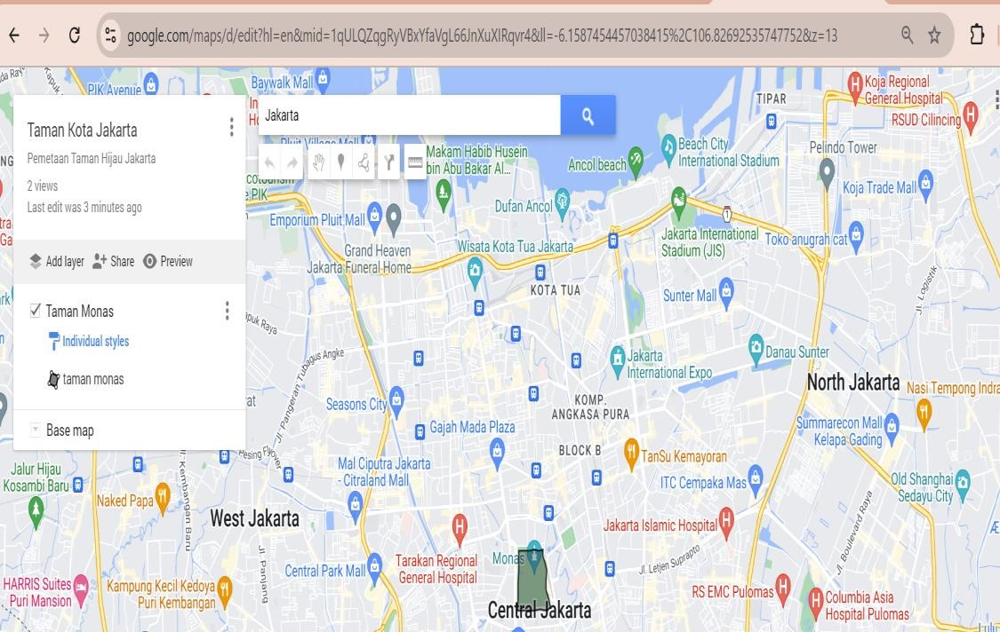 google.com/maps/d/edit?hl=en&mid=1qULQZqgRyVBxYfaVgL66JnXuXIRqvr4&ll=-6.1587454457038415%2C106.82692535747752&z=13
PIK Avenue
Baywalk Mall
Koja Regional
General Hospital
TIPAR
RSUD Cilincing
Taman Kota Jakarta
Pemetaan Taman Hijau Jakarta
2 views
Last edit was 3 minutes ago
Add layer
Share
Preview
Taman Monas
Individual styles
taman monas
Base map
Jakarta
Pluit Village Mall
Makam Habib Husein
bin Abu Bakar Al...
Ancol beach
Beach City
International Stadium
Pelindo Tower
Koja Trade Mall
Dufan Ancol
Emporium Pluit Mall
Grand Heaven
Jakarta Funeral Home
Wisata Kota Tua Jakarta
Jakarta International
Stadium (JIS)
1
Toko anugrah cat
KOTA TUA
Sunter Mall
Jl. Logistik
apuk Raya
Jl. Pangeran Tubagus Angke
Jakarta
International Expo
Danau Sunter
North Jakarta
Nasi Tempong Indra
Seasons City
KOMP.
ANGKASA PURA
Summarecon Mall
Kelapa Gading
Gajah Mada Plaza
BLOCK B
TanSu Kemayoran
Pesing Flyover
Mal Ciputra Jakarta
- Citraland Mall
ITC Cempaka Mas
Old Shanghai
Sedayu City
Jalur Hijau
Kosambi Baru
Naked Papa
Jl. Kembangan Baru
West Jakarta
Jakarta Islamic Hospital
Jl. Boulevard Raya
Central Park Mall
Jl. Panjang
Tarakan Regional
General Hospital
Monas
Jl. Letjen Suprapto
HARRIS Suites
Puri Mansion
Kampung Kecil Kedoya
Puri Kembangan
Central Jakarta
RS EMC Pulomas
Columbia Asia
Hospital Pulomas